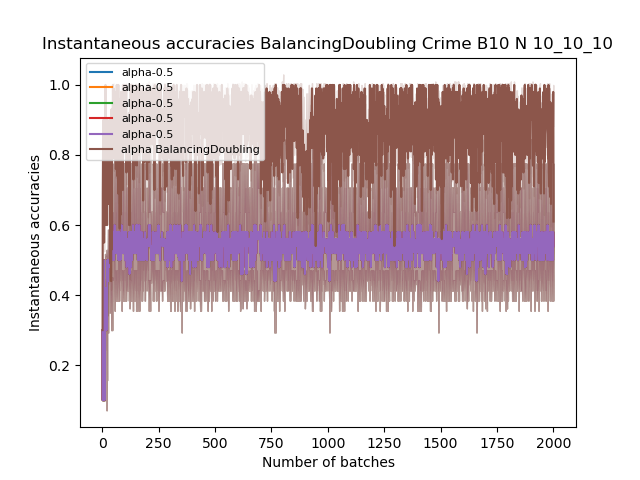 Instantaneous accuracies BalancingDoubling Crime B10 N 10_10_10
alpha-0.5
alpha-0.5
alpha-0.5
alpha-0.5
alpha-0.5
alpha BalancingDoubling
1.0
0.8
0.6
0.4
0.2
Instantaneous accuracies
0 250 500 750 1000 1250 1500 1750 2000
Number of batches